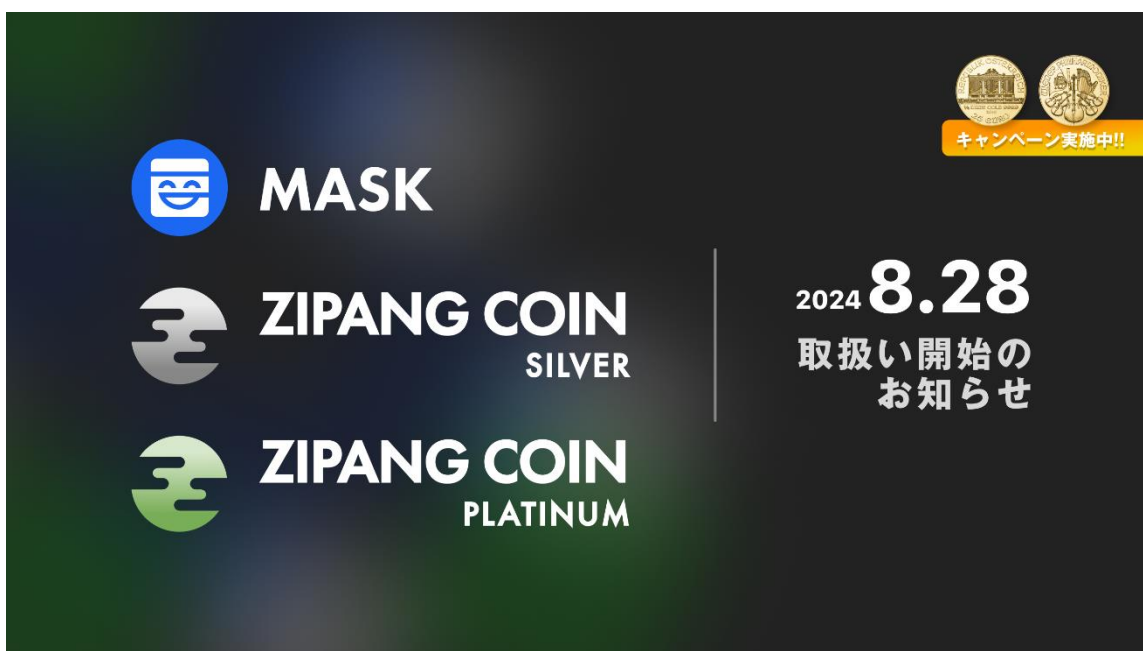 キャンペーン実施中!!
MASK
ZIPANG COIN
SILVER
ZIPANG COIN
PLATINUM
2024 8.28
取扱い開始の
お知らせ